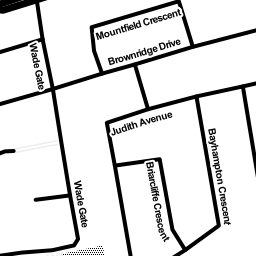 Mountfield Crescent
Wade Gate
Brownridge Drive
Judith Avenue
Bayhampton Crescent
Briarcliffe Crescent
Wade Gate